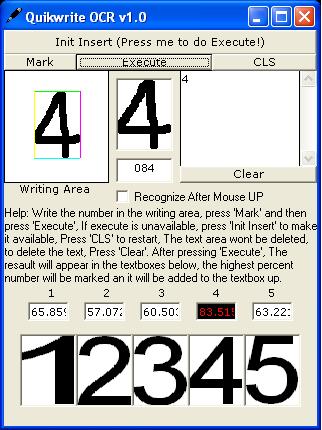 Quikwrite OCR v1.0
Init Insert (Press me to do Execute!)
Mark Execute CLS
4 4 4
084
Clear
Writing Area
Recognize After Mouse UP
Help: Write the number in the writing area, press 'Mark' and then
press 'Execute', If execute is unavailable, press 'Init Insert' to make
it available, Press 'CLS' to restart, The text area wont be deleted,
to delete the text, Press 'Clear'. After pressing 'Execute', The
resault will appear in the textboxes below, the highest percent
number will be marked an it will be added to the textbox up.
1 2 3 4 5
65.859 57.072 60.503 83.515 63.221
1 2 3 4 5